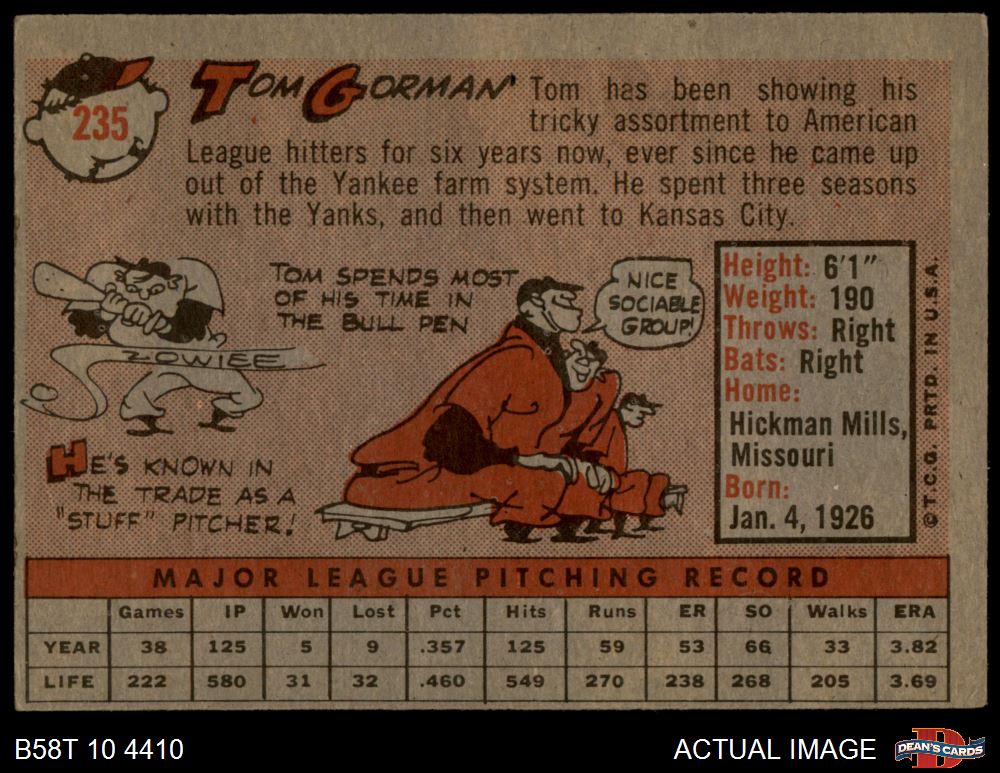 235
TOM GORMAN
Tom has been showing his
tricky assortment to American
League hitters for six years now, ever since he came up
out of the Yankee farm system. He spent three seasons
with the Yanks, and then went to Kansas City.
TOM SPENDS MOST
OF HIS TIME IN
THE BULL PEN
NICE
SOCIABLE
GROUP!
ZOWIEE
HE'S KNOWN IN
THE TRADE AS A
"STUFF" PITCHER!
Height: 6'1"
Weight: 190
Throws: Right
Bats: Right
Home:
Hickman Mills,
Missouri
Born:
Jan. 4, 1926
©T.C.G. PRTD. IN U.S.A.
MAJOR LEAGUE PITCHING RECORD
Games IP Won Lost Pct Hits Runs ER SO Walks ERA
YEAR 38 125 5 9 .357 125 59 53 66 33 3.82
LIFE 222 580 31 32 .460 549 270 238 268 205 3.69
B58T 10 4410
ACTUAL IMAGE
D
DEAN'S CARDS